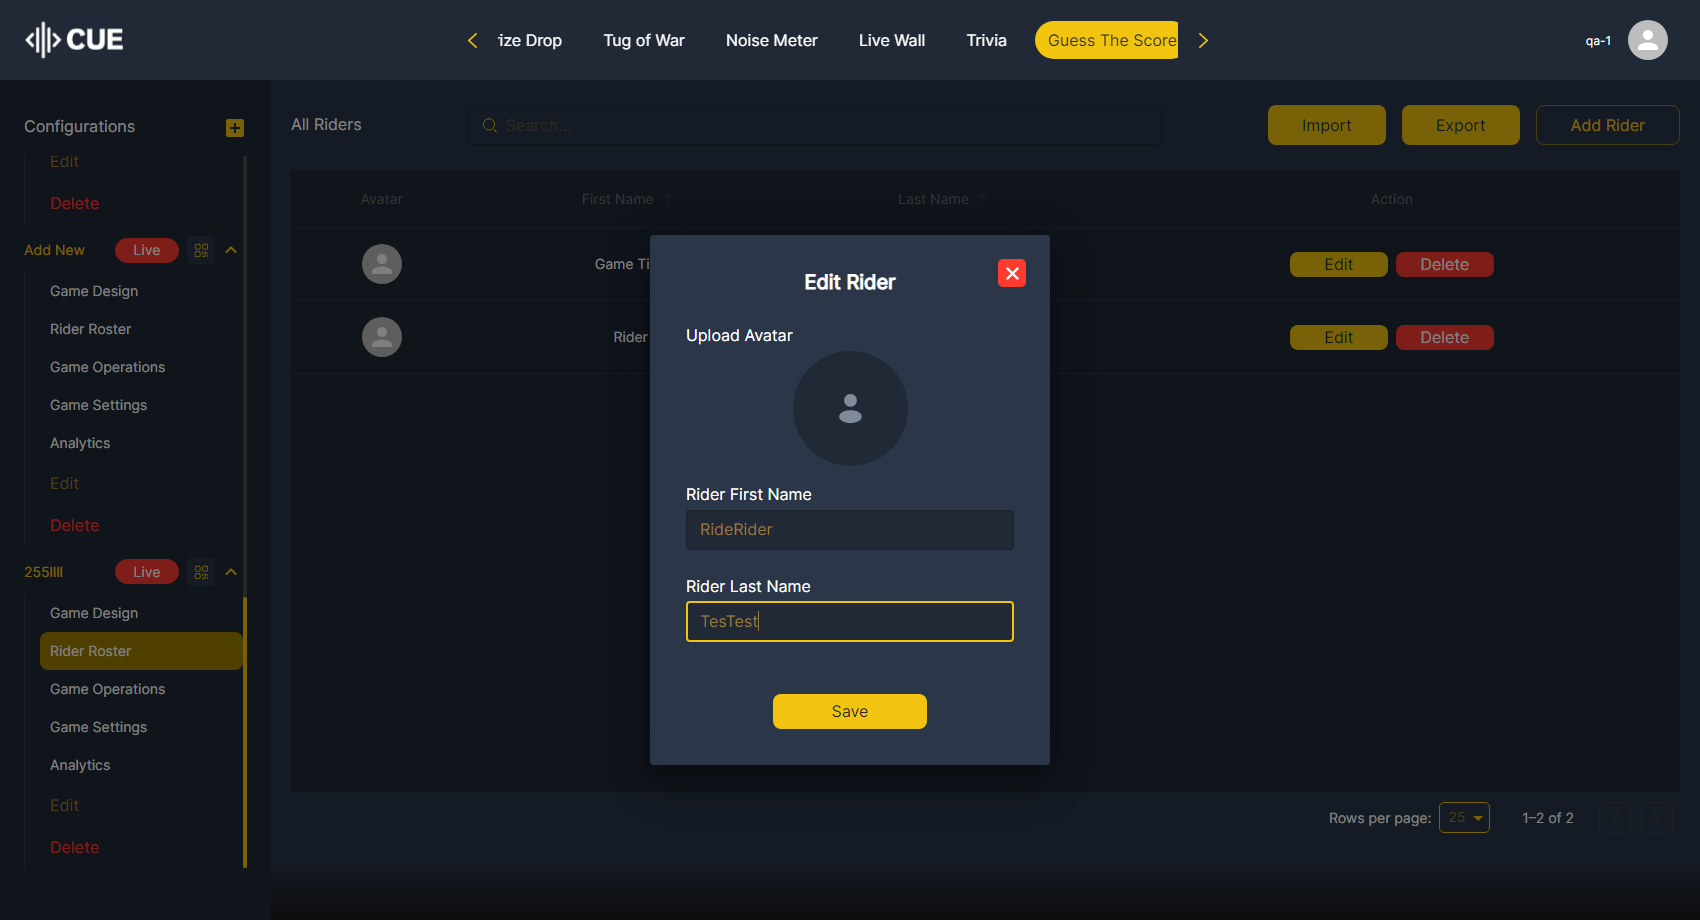 CUE
ize Drop
Tug of War
Noise Meter
Live Wall
Trivia
Guess The Score
qa-1
Configurations
Edit
Delete
Add New
Live
Game Design
Rider Roster
Game Operations
Game Settings
Analytics
Edit
Delete
255llll
Live
Game Design
Rider Roster
Game Operations
Game Settings
Analytics
Edit
Delete
All Riders
Search...
Import
Export
Add Rider
Avatar
First Name
Last Name
Action
Game Ti
Edit
Delete
Rider
Edit
Delete
Edit Rider
Upload Avatar
Rider First Name
RideRider
Rider Last Name
TesTest
Save
Rows per page:
25
1–2 of 2